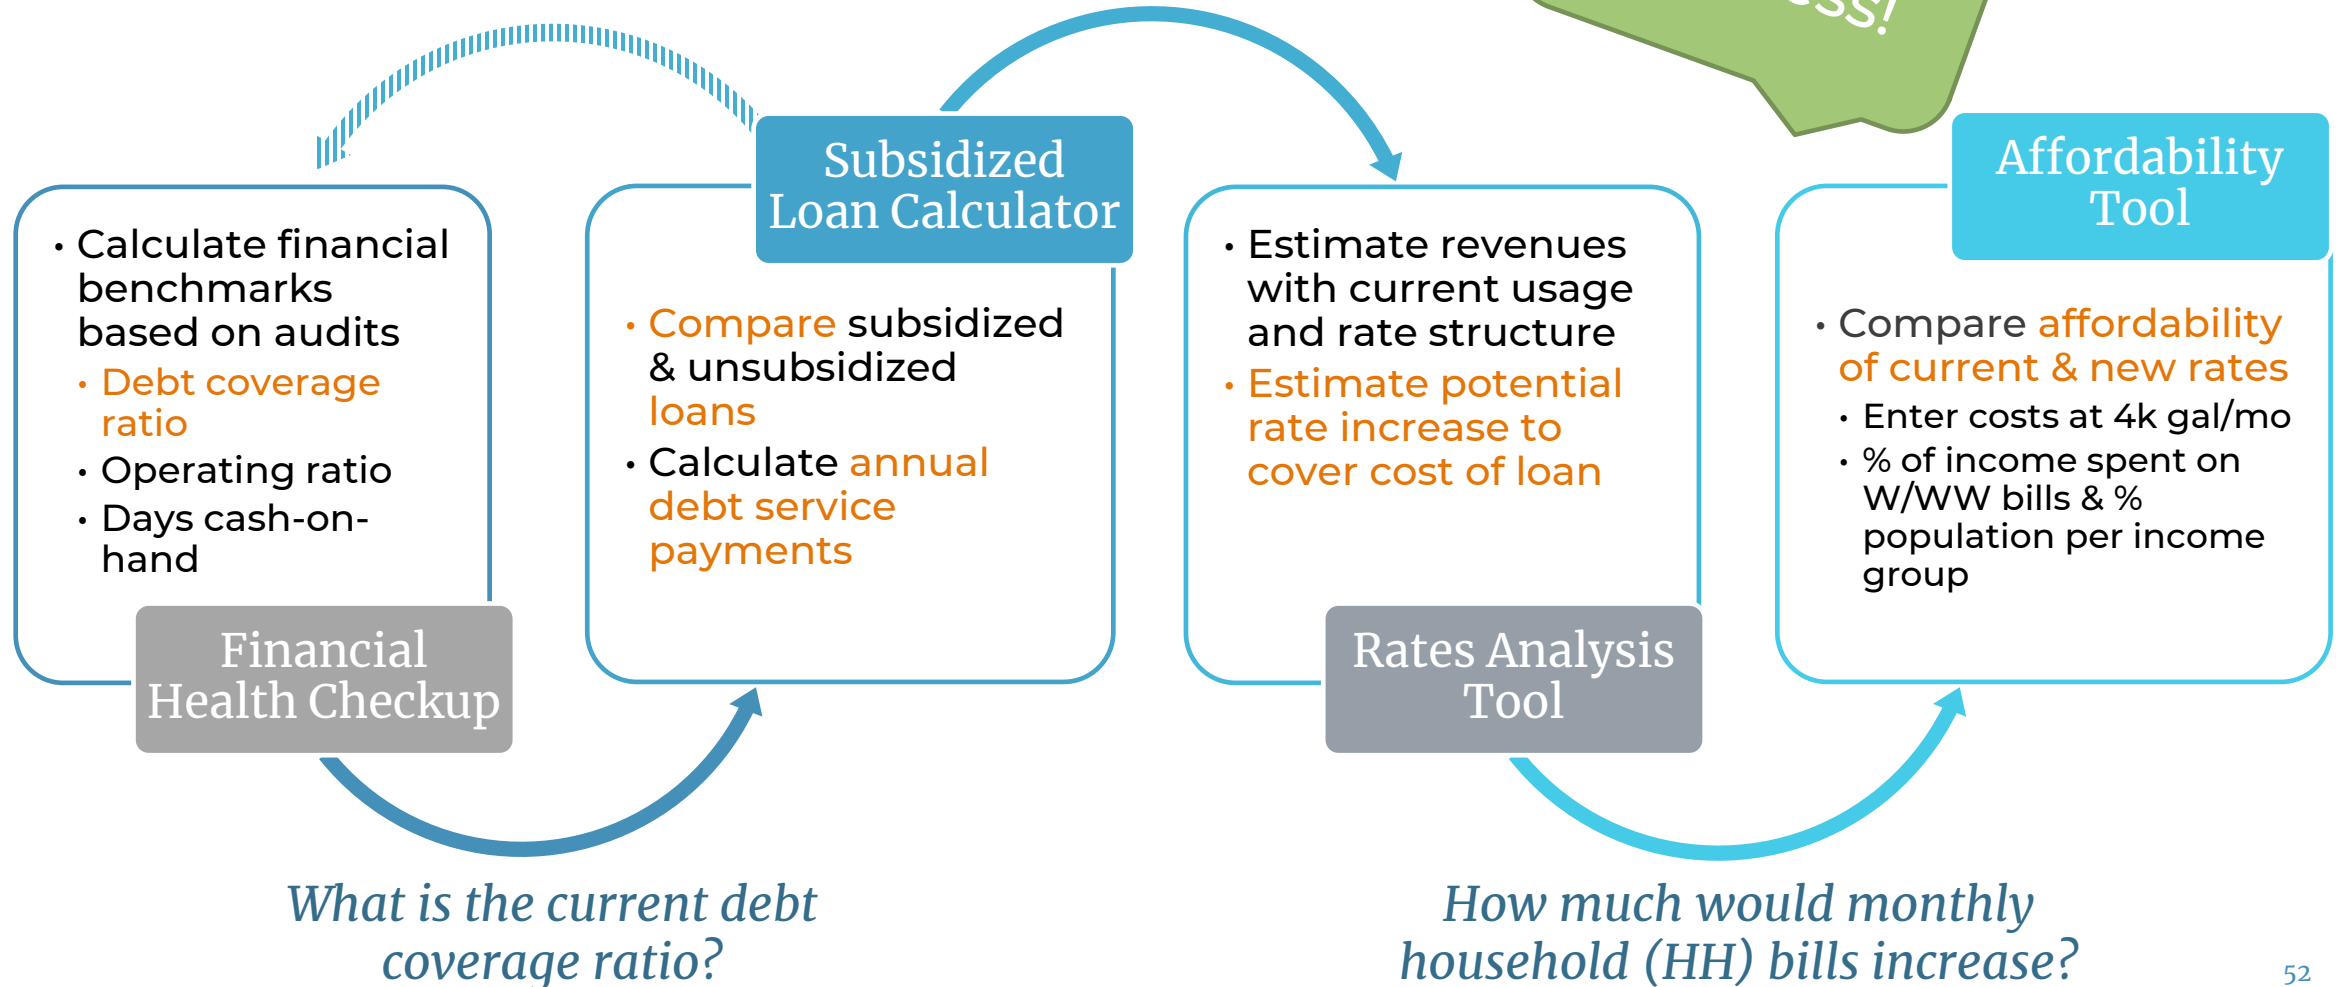 • Calculate financial
benchmarks
based on audits
• Debt coverage
ratio
• Operating ratio
• Days cash-on-
hand
Financial
Health Checkup
Subsidized
Loan Calculator
• Compare subsidized
& unsubsidized
loans
• Calculate annual
debt service
payments
• Estimate revenues
with current usage
and rate structure
• Estimate potential
rate increase to
cover cost of loan
Rates Analysis
Tool
Affordability
Tool
• Compare affordability
of current & new rates
• Enter costs at 4k gal/mo
• % of income spent on
W/WW bills & %
population per income
group
What is the current debt
coverage ratio?
How much would monthly
household (HH) bills increase?
52